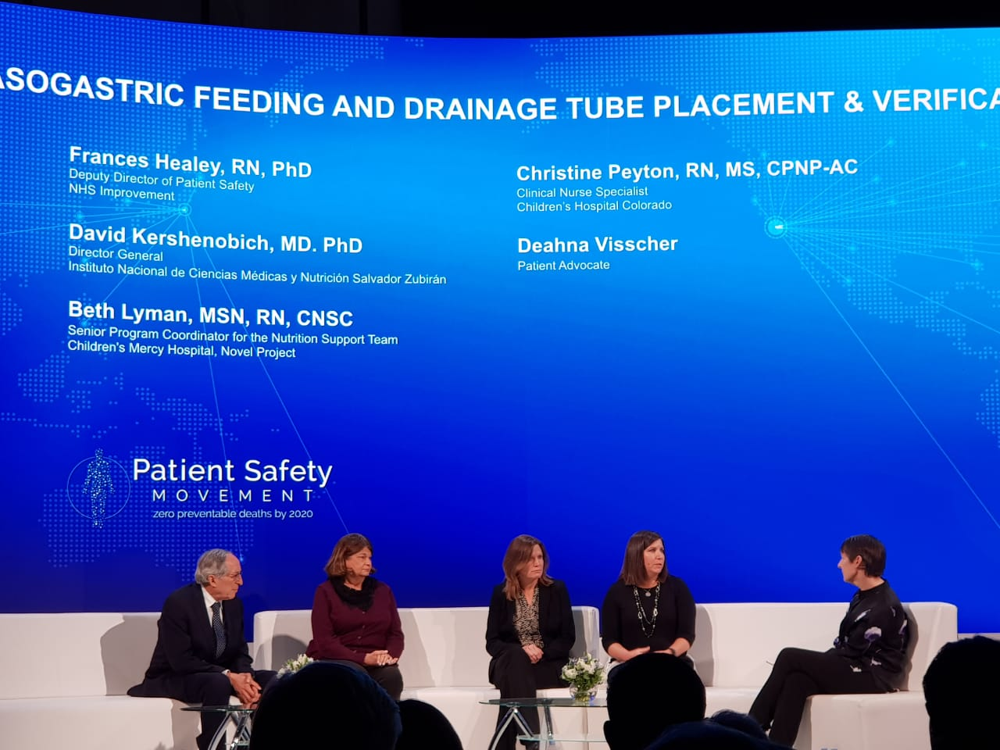 ASOGASTRIC FEEDING AND DRAINAGE TUBE PLACEMENT & VERIFICA
Frances Healey, RN, PhD
Deputy Director of Patient Safety
NHS Improvement
David Kershenobich, MD. PhD
Director General
Instituto Nacional de Ciencias Médicas y Nutrición Salvador Zubirán
Beth Lyman, MSN, RN, CNSC
Senior Program Coordinator for the Nutrition Support Team
Children's Mercy Hospital, Novel Project
Christine Peyton, RN, MS, CPNP-AC
Clinical Nurse Specialist
Children's Hospital Colorado
Deahna Visscher
Patient Advocate
Patient Safety
MOVEMENT
zero preventable deaths by 2020